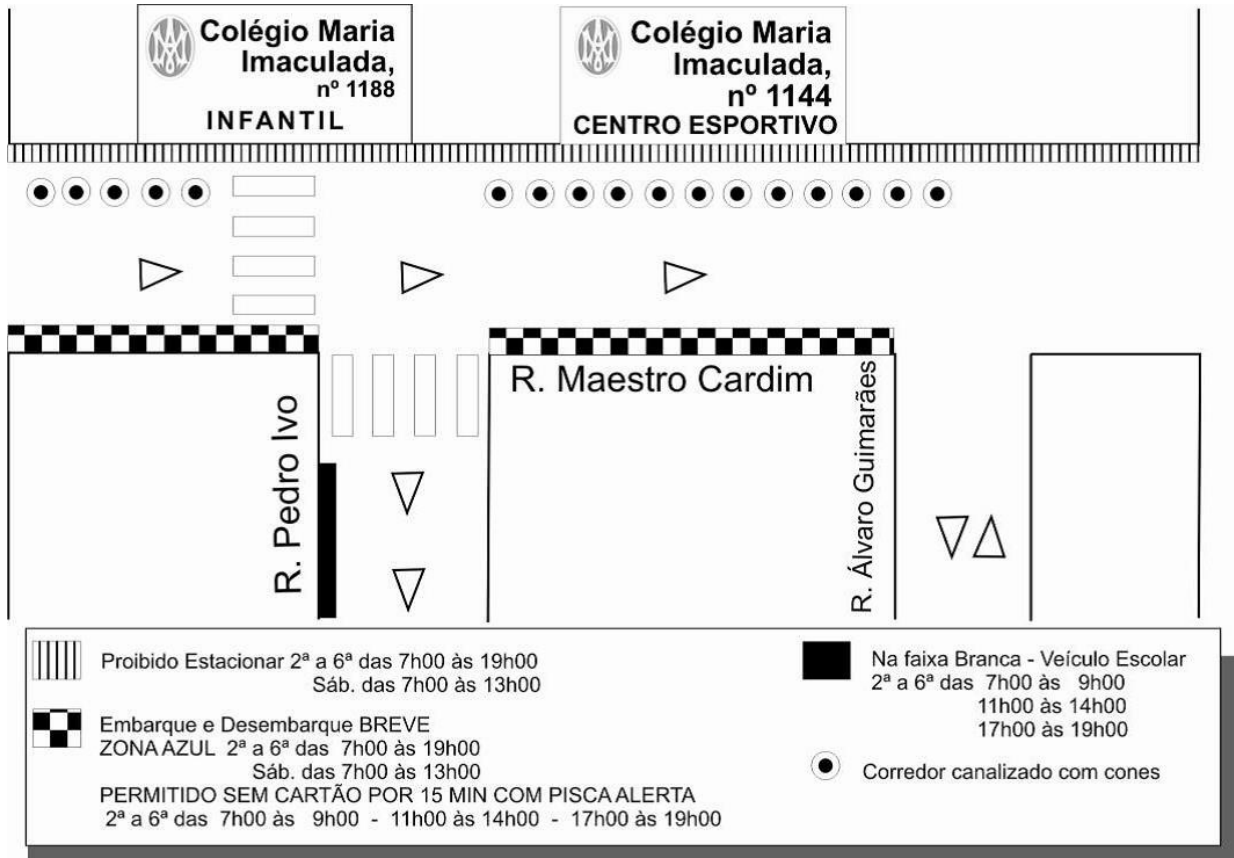 Colégio Maria
Imaculada,
nº 1188
INFANTIL
Colégio Maria
Imaculada,
nº 1144
CENTRO ESPORTIVO
R. Maestro Cardim
R. Pedro Ivo
R. Álvaro Guimarães
Proibido Estacionar 2ª a 6ª das 7h00 às 19h00
Sáb. das 7h00 às 13h00
Embarque e Desembarque BREVE
ZONA AZUL 2ª a 6ª das 7h00 às 19h00
Sáb. das 7h00 às 13h00
PERMITIDO SEM CARTÃO POR 15 MIN COM PISCA ALERTA
2ª a 6ª das 7h00 às 9h00 - 11h00 às 14h00 - 17h00 às 19h00
Na faixa Branca - Veículo Escolar
2ª a 6ª das 7h00 às 9h00
11h00 às 14h00
17h00 às 19h00
Corredor canalizado com cones